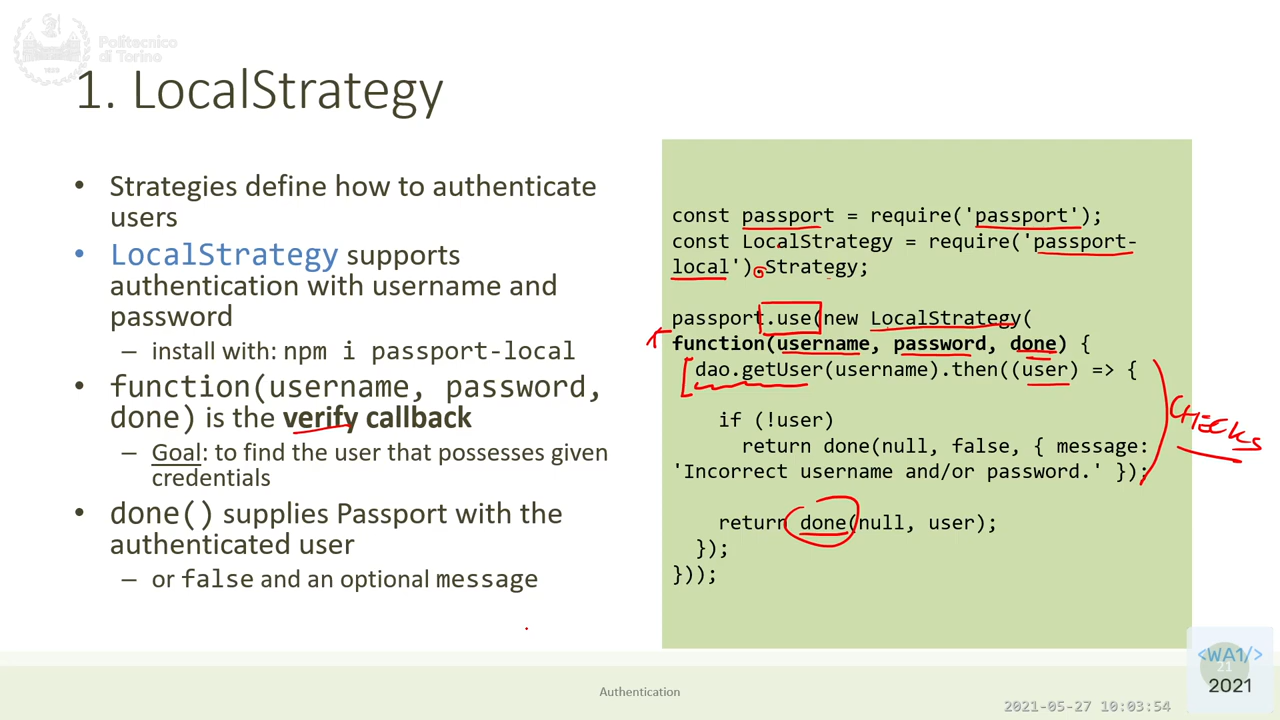 Politecnico
di Torino
1. LocalStrategy
• Strategies define how to authenticate
users
• LocalStrategy supports
authentication with username and
password
– install with: npm i passport-local
• function(username, password,
done) is the verify callback
– Goal: to find the user that possesses given
credentials
• done() supplies Passport with the
authenticated user
– or false and an optional message
const passport = require('passport');
const LocalStrategy = require('passport-
local').Strategy;
passport.use(new LocalStrategy(
function(username, password, done) {
dao.getUser(username).then((user) => {
if (!user)
return done(null, false, { message:
'Incorrect username and/or password.' });
return done(null, user);
});
}));
CHECKS
Authentication
<WA1/>
21
2021
2021-05-27 10:03:54